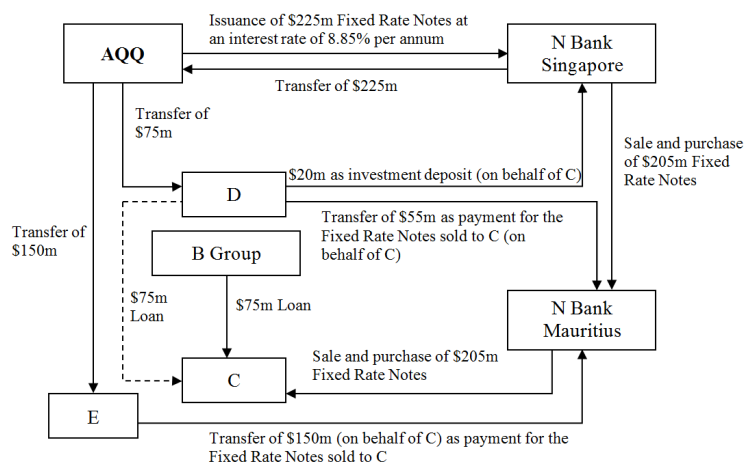 Issuance of $225m Fixed Rate Notes at
an interest rate of 8.85% per annum
AQQ
N Bank
Singapore
Transfer of $225m
Transfer of
$75m
Sale and purchase
of $205m Fixed
Rate Notes
$20m as investment deposit (on behalf of C)
D
Transfer of $55m as payment for the
Fixed Rate Notes sold to C (on
behalf of C)
Transfer of
$150m
B Group
$75m
Loan
$75m Loan
N Bank
Mauritius
Sale and purchase of $205m
Fixed Rate Notes
C
E
Transfer of $150m (on behalf of C) as payment for the
Fixed Rate Notes sold to C